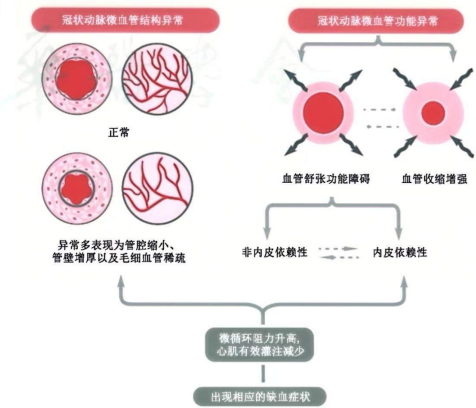 冠状动脉微血管结构异常
冠状动脉微血管功能异常
正常
血管舒张功能障碍
血管收缩增强
异常多表现为管腔缩小、
管壁增厚以及毛细血管稀疏
非内皮依赖性
内皮依赖性
微循环阻力升高,
心肌有效灌注减少
出现相应的缺血症状